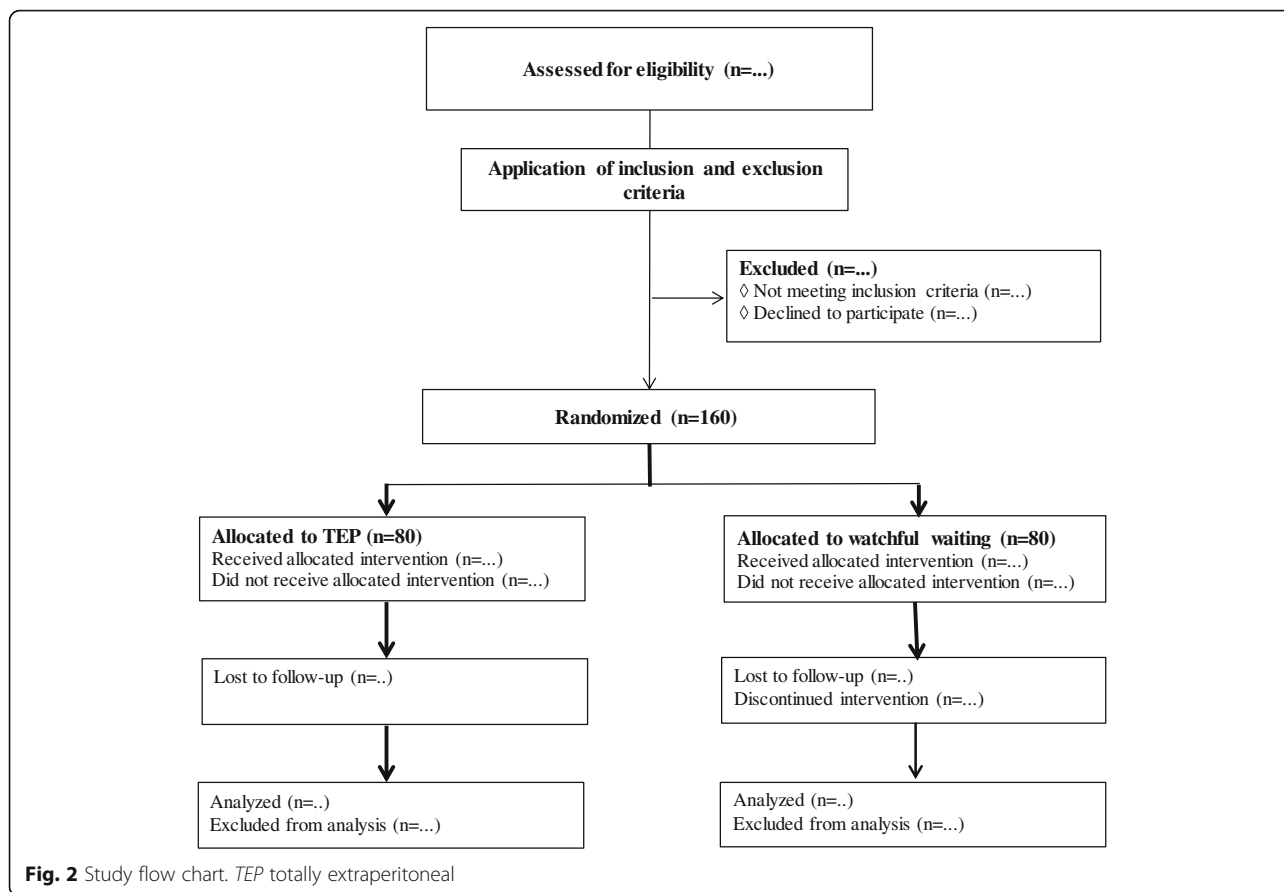 Assessed for eligibility (n=...)
Application of inclusion and exclusion
criteria
Excluded (n=...)
◊ Not meeting inclusion criteria (n=...)
◊ Declined to participate (n=...)
Randomized (n=160)
Allocated to TEP (n=80)
Received allocated intervention (n=...)
Did not receive allocated intervention (n=...)
Allocated to watchful waiting (n=80)
Received allocated intervention (n=...)
Did not receive allocated intervention (n=...)
Lost to follow-up (n=..)
Lost to follow-up (n=..)
Discontinued intervention (n=...)
Analyzed (n=..)
Excluded from analysis (n=...)
Analyzed (n=..)
Excluded from analysis (n=...)
Fig. 2 Study flow chart. TEP totally extraperitoneal